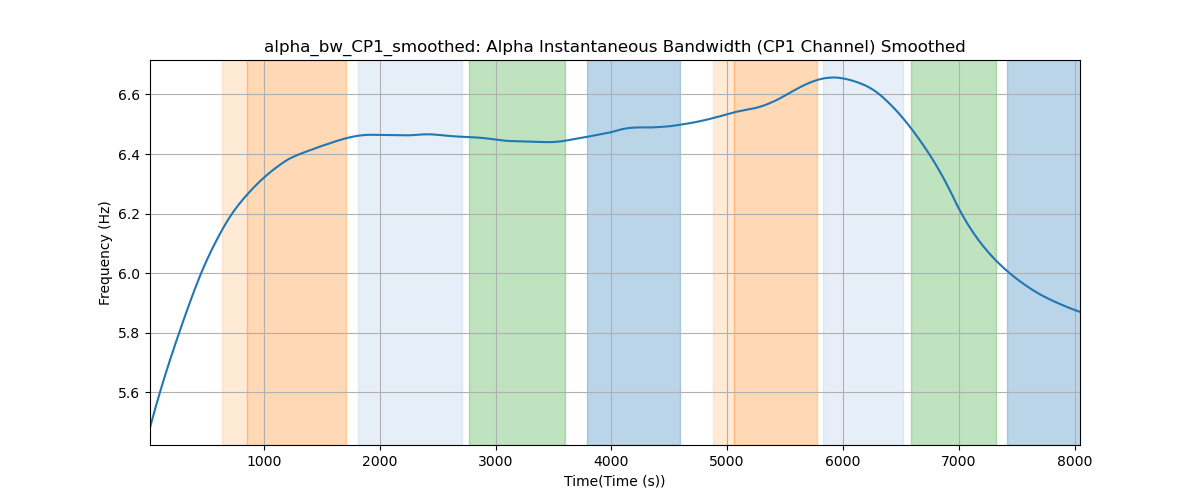 alpha_bw_CP1_smoothed: Alpha Instantaneous Bandwidth (CP1 Channel) Smoothed
Frequency (Hz)
6.6
6.4
6.2
6.0
5.8
5.6
1000 2000 3000 4000 5000 6000 7000 8000
Time(Time (s))